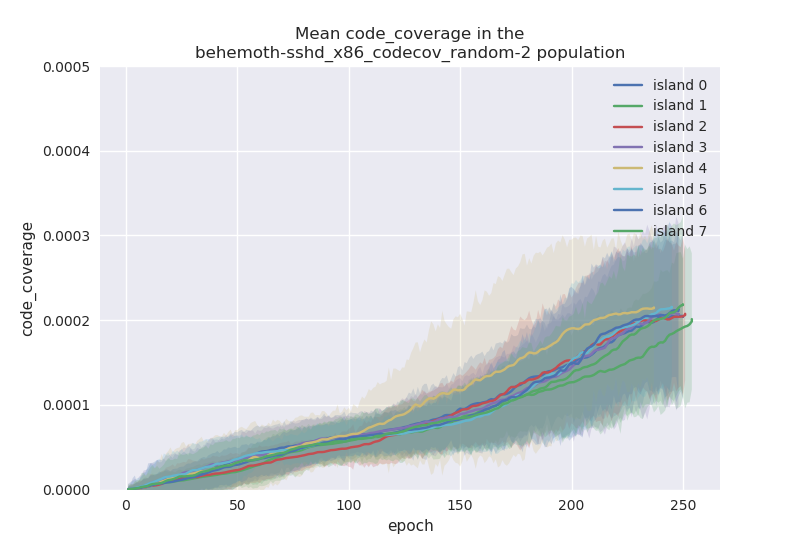 Mean code_coverage in the
behemoth-sshd_x86_codecov_random-2 population
0.0005
0.0004
0.0003
0.0002
0.0001
0.0000
code_coverage
island 0
island 1
island 2
island 3
island 4
island 5
island 6
island 7
0 50 100 150 200 250
epoch